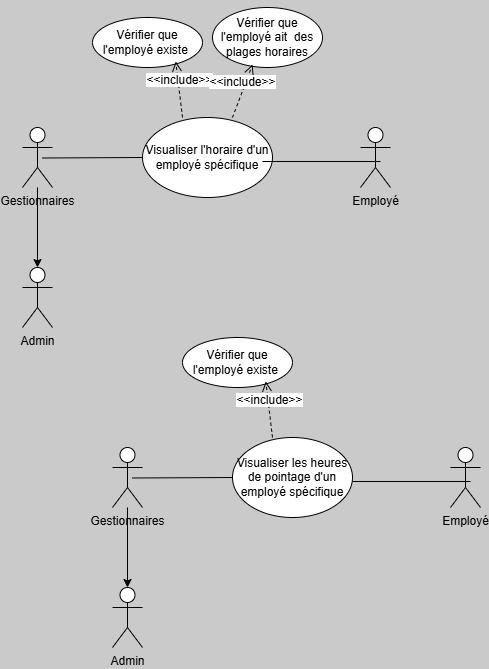 Vérifier que
l'employé existe
Vérifier que
l'employé ait  des
plages horaires
<<include>>
<<include>>
Visualiser l'horaire d'un
employé spécifique
Gestionnaires
Employé
Admin
Vérifier que
l'employé existe
<<include>>
Visualiser les heures
de pointage d'un
employé spécifique
Gestionnaires
Employé
Admin